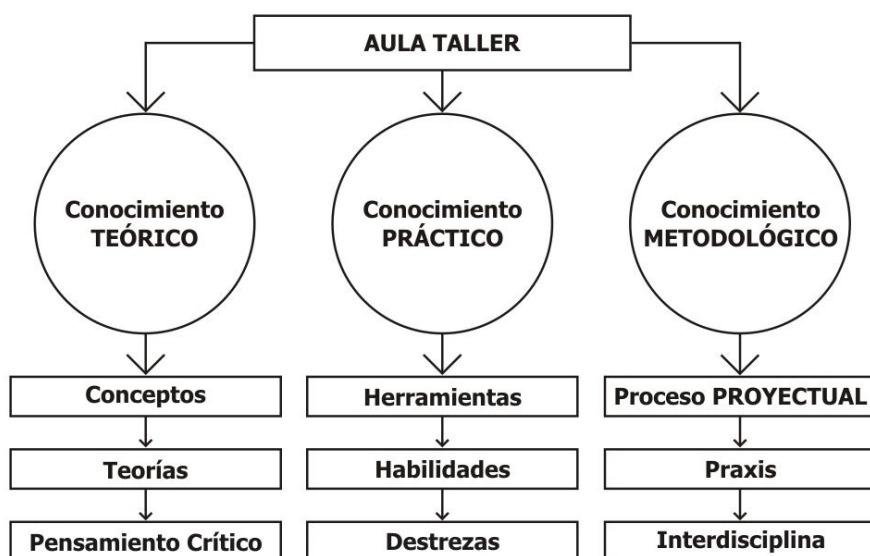 AULA TALLER
Conocimiento
TEÓRICO
Conocimiento
PRÁCTICO
Conocimiento
METODOLÓGICO
Conceptos
Herramientas
Proceso PROYECTUAL
Teorías
Habilidades
Praxis
Pensamiento Crítico
Destrezas
Interdisciplina